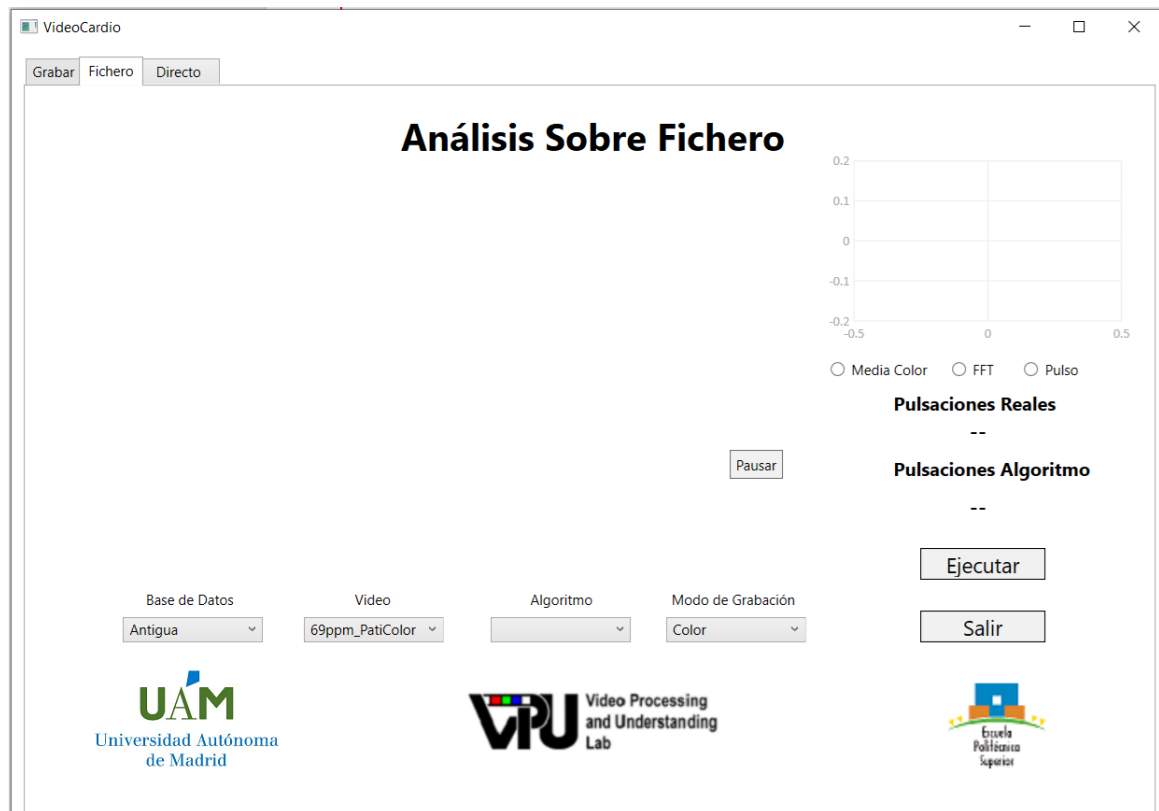 VideoCardio
Grabar Fichero Directo
Análisis Sobre Fichero
0.2
0.1
0
-0.1
-0.2
-0.5 0 0.5
Media Color FFT Pulso
Pulsaciones Reales
--
Pausar
Pulsaciones Algoritmo
--
Ejecutar
Base de Datos Video Algoritmo Modo de Grabación
Antigua 69ppm_PatiColor Color
Salir
UAM
Universidad Autónoma
de Madrid
VPU
Video Processing
and Understanding
Lab
Escuela
Politécnica
Superior